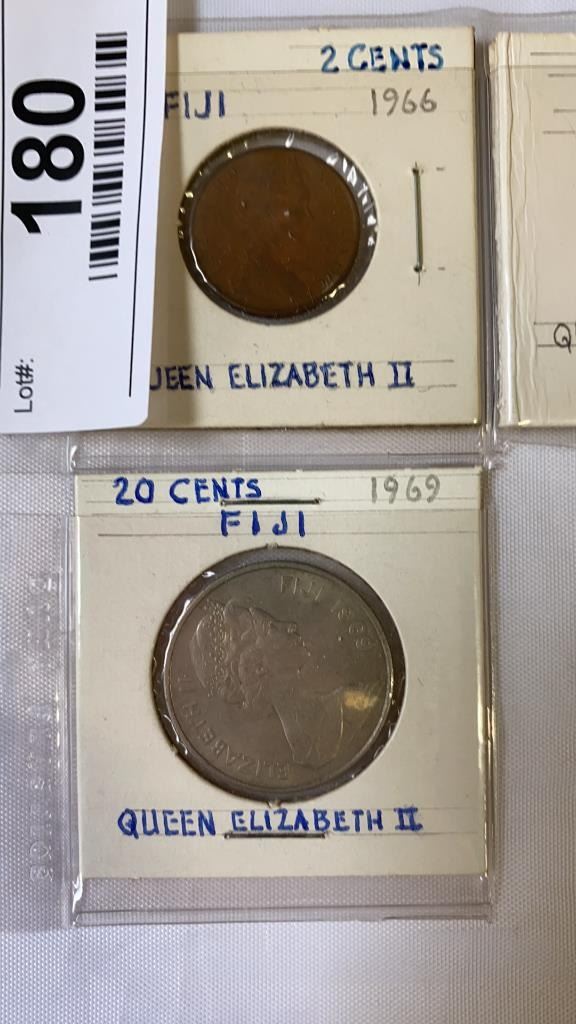 Lot#: 180
2 CENTS
FIJI 1966
UEEN ELIZABETH II
Q
20 CENTS 1969
FIJI
FIJI 1969
ELIZABETH II
QUEEN ELIZABETH II